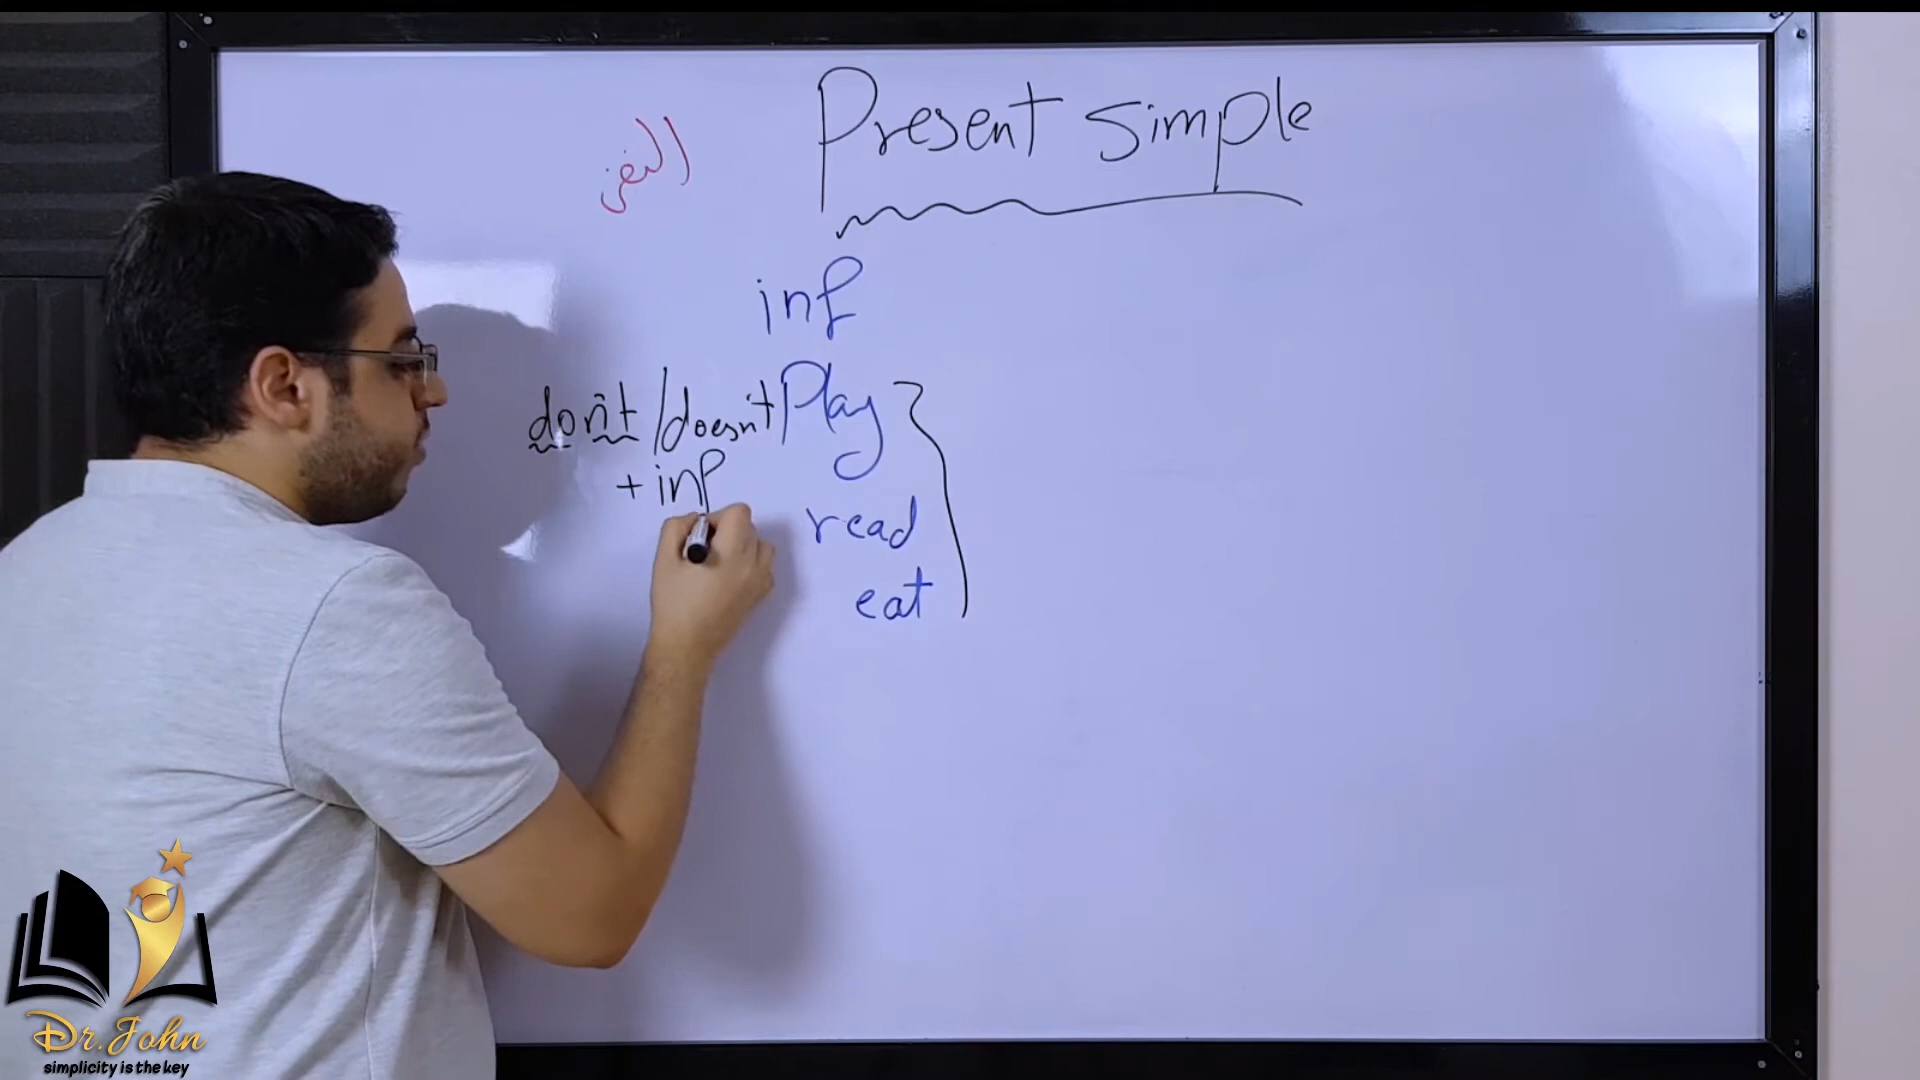 Present simple
النفي
inf
don't/doesn't Play
+ inf
read
eat
Dr.John
simplicity is the key